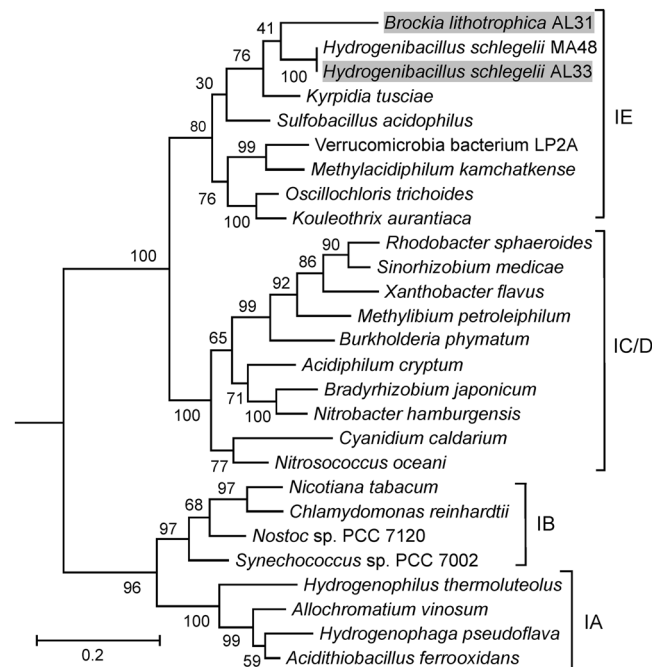 41
Brockia lithotrophica AL31
Hydrogenibacillus schlegelii MA48
76
100
Hydrogenibacillus schlegelii AL33
30
Kyrpidia tusciae
IE
Sulfobacillus acidophilus
80
99
Verrucomicrobia bacterium LP2A
Methylacidiphilum kamchatkense
76
Oscillochloris trichoides
100
Kouleothrix aurantiaca
90
Rhodobacter sphaeroides
100
86
Sinorhizobium medicae
92
Xanthobacter flavus
99
Methylibium petroleiphilum
65
Burkholderia phymatum
IC/D
Acidiphilum cryptum
71
Bradyrhizobium japonicum
100
100
Nitrobacter hamburgensis
Cyanidium caldarium
77
Nitrosococcus oceani
97
Nicotiana tabacum
68
Chlamydomonas reinhardtii
97
Nostoc sp. PCC 7120
IB
Synechococcus sp. PCC 7002
96
Hydrogenophilus thermoluteolus
100
Allochromatium vinosum
IA
99
Hydrogenophaga pseudoflava
59
Acidithiobacillus ferrooxidans
0.2